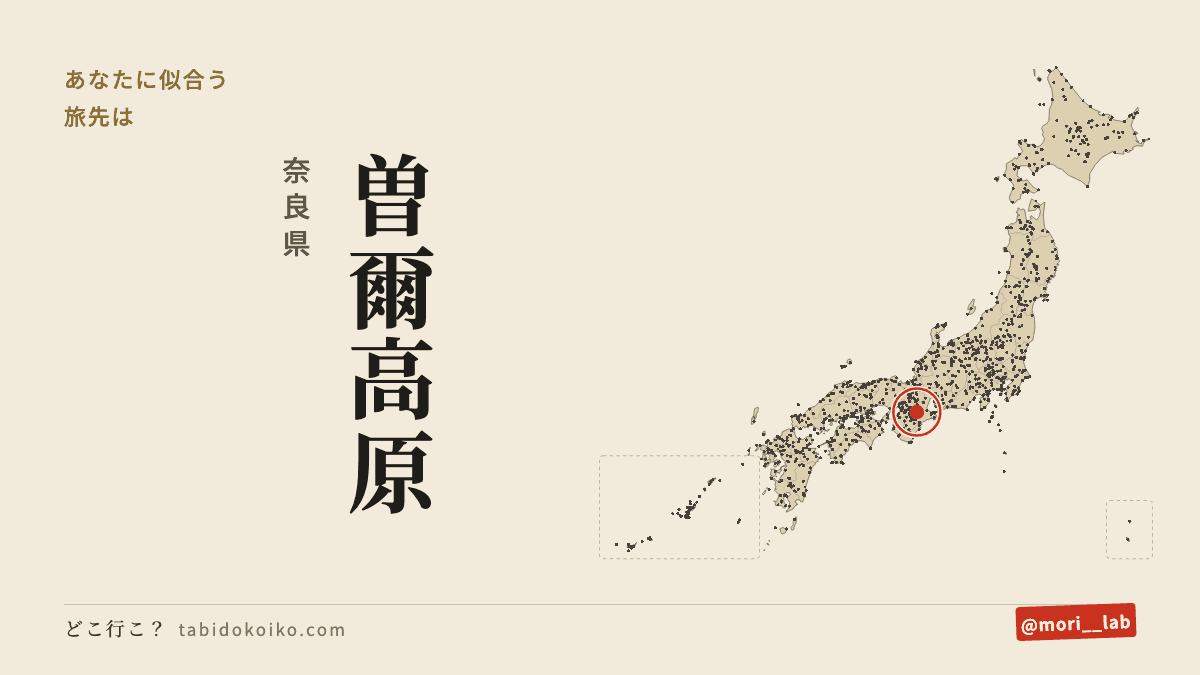 あなたに似合う
旅先は
曽爾高原
奈良県
どこ行こ？ tabidokoiko.com
@mori__lab